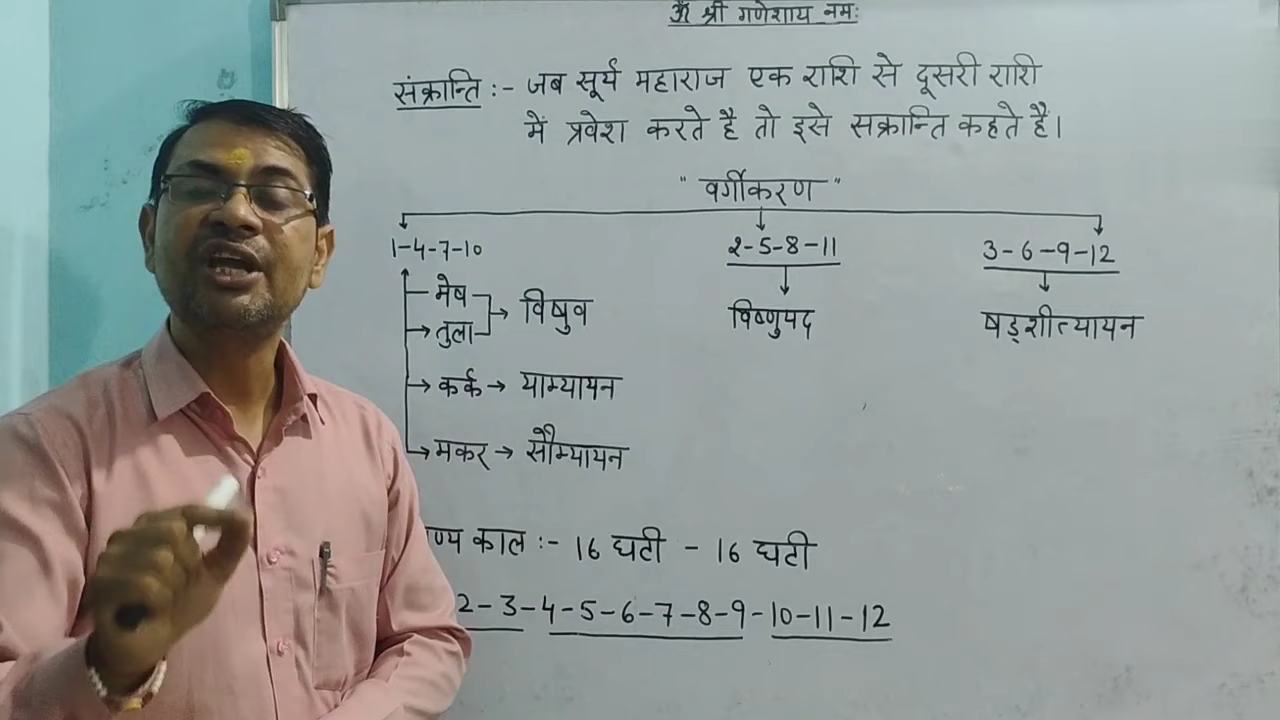 ॐ श्री गणेशाय नमः
संक्रान्ति :- जब सूर्य महाराज एक राशि से दूसरी राशि
में प्रवेश करते है तो इसे सक्रान्ति कहते हैं।
" वर्गीकरण "
1-4-7-10
2-5-8-11
3-6-9-12
मेष
तुला
विषुव
विष्णुपद
षड्शीत्यायन
कर्क → याम्यायन
मकर → सौम्यायन
ण्य काल :- 16 घटी - 16 घटी
2-3-4-5-6-7-8-9-10-11-12